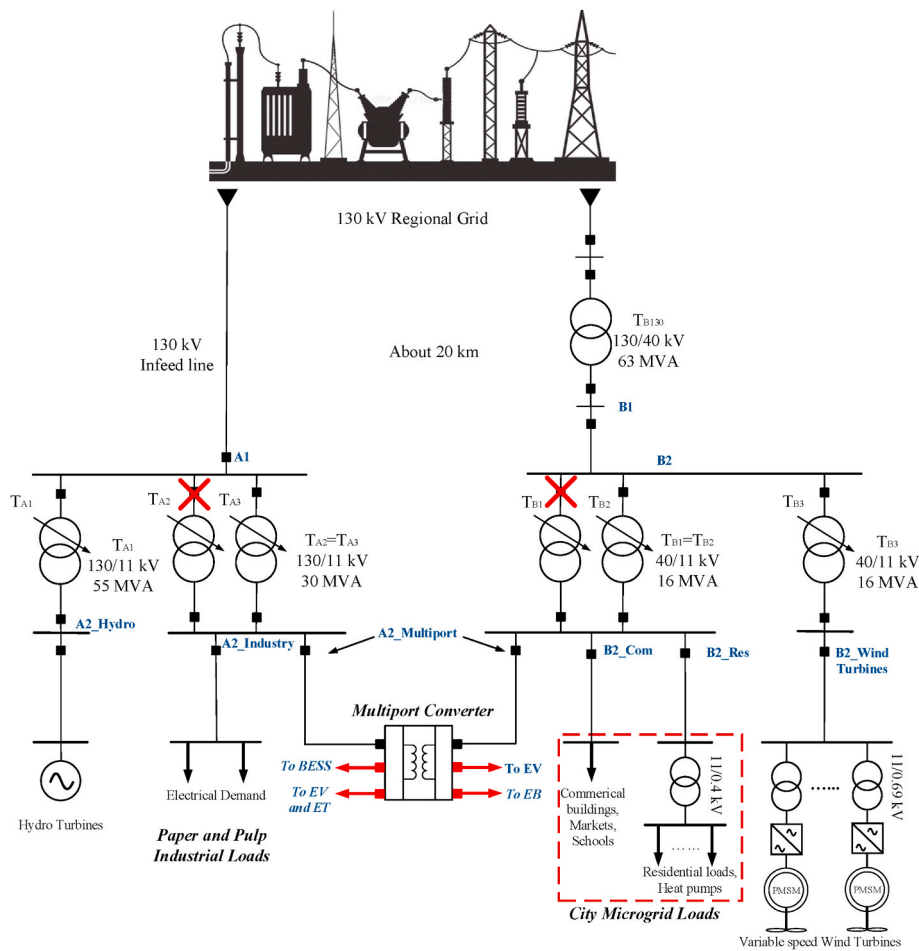 130 kV Regional Grid
TB130
130/40 kV
63 MVA
130 kV
Infeed line
About 20 km
B1
A1
B2
TA1
TA2
TA3
TB1
TB2
TB3
TA1
130/11 kV
55 MVA
TA2=TA3
130/11 kV
30 MVA
TB1=TB2
40/11 kV
16 MVA
TB3
40/11 kV
16 MVA
A2_Hydro
A2_Industry
A2_Multiport
B2_Com
B2_Res
B2_Wind
Turbines
Multiport Converter
To BESS
To EV
To EV
and ET
To EB
Hydro Turbines
Electrical Demand
Paper and Pulp
Industrial Loads
Commerical
buildings,
Markets,
Schools
11/0.4 kV
......
Residential loads,
Heat pumps
City Microgrid Loads
......
11/0.69 kV
PMSM
PMSM
Variable speed Wind Turbines